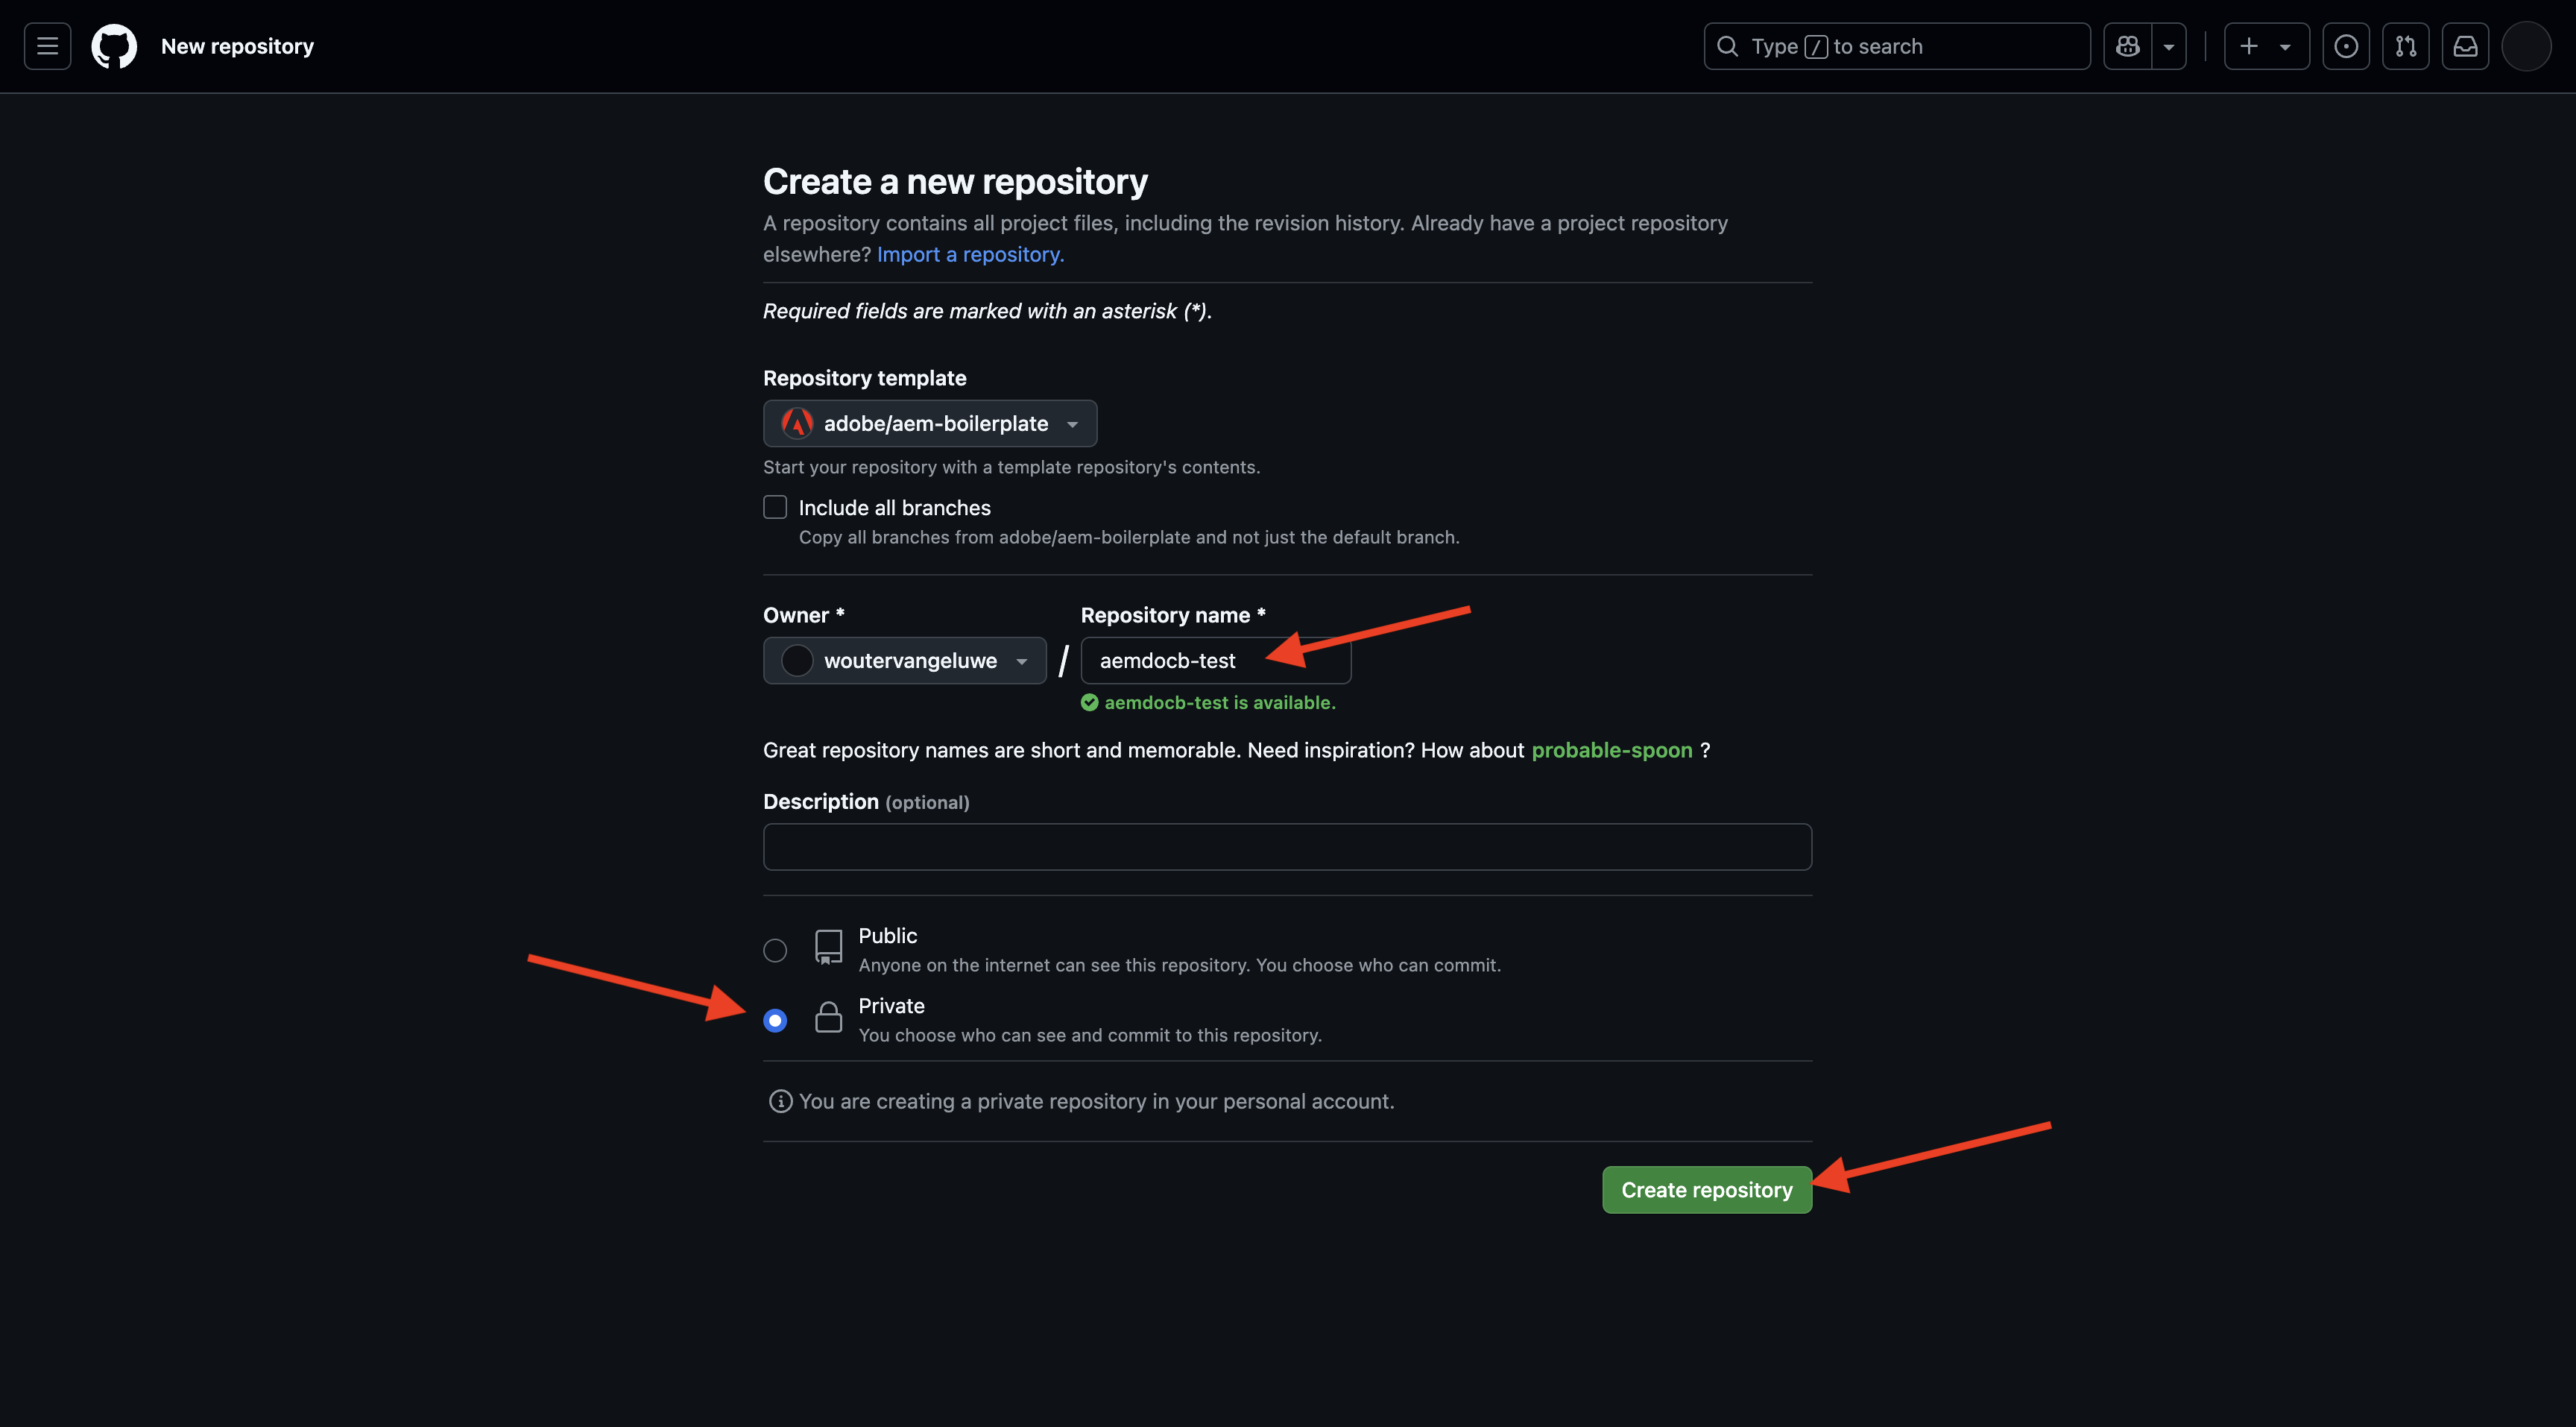 New repository
Type / to search
Create a new repository
A repository contains all project files, including the revision history. Already have a project repository
elsewhere? Import a repository.
Required fields are marked with an asterisk (*).
Repository template
adobe/aem-boilerplate
Start your repository with a template repository's contents.
Include all branches
Copy all branches from adobe/aem-boilerplate and not just the default branch.
Owner * Repository name *
woutervangeluwe / aemdocb-test
aemdocb-test is available.
Great repository names are short and memorable. Need inspiration? How about probable-spoon ?
Description (optional)
Public
Anyone on the internet can see this repository. You choose who can commit.
Private
You choose who can see and commit to this repository.
You are creating a private repository in your personal account.
Create repository